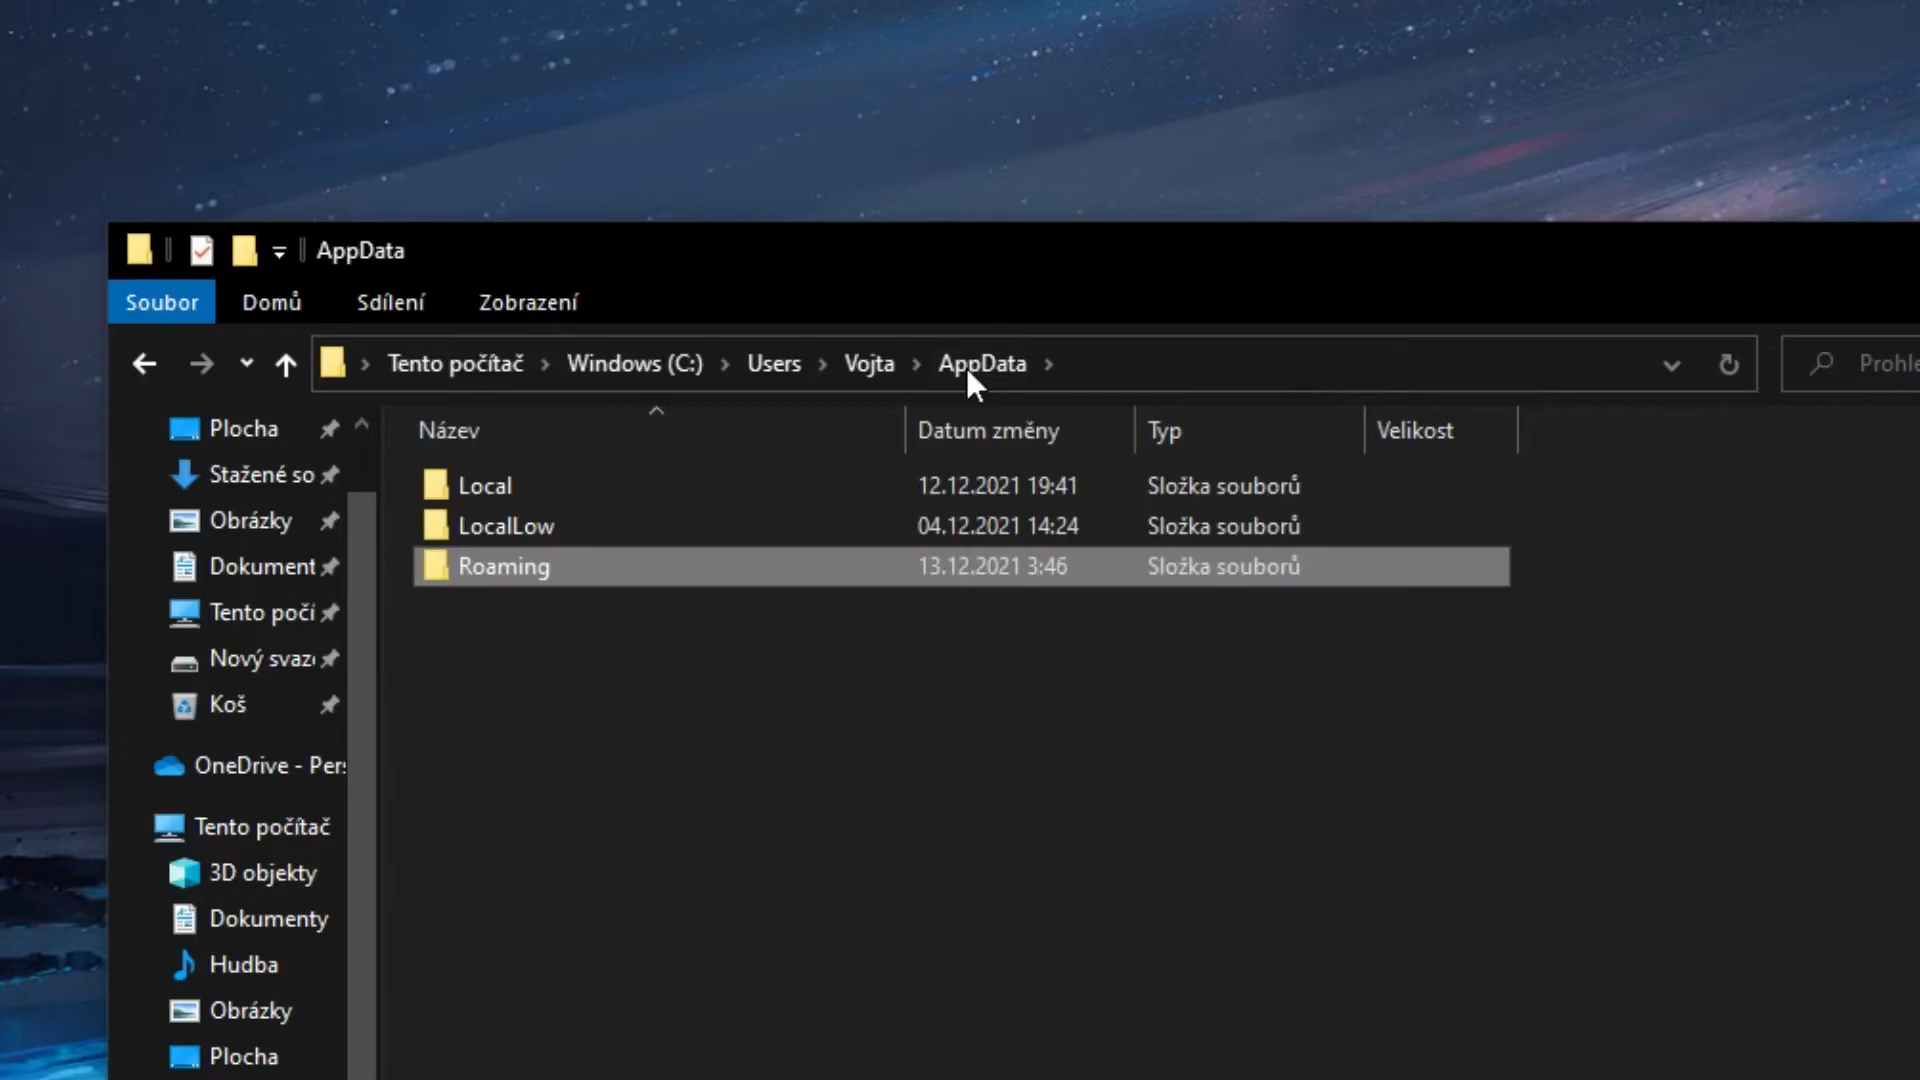 AppData
Soubor Domů Sdílení Zobrazení
Tento počítač Windows (C:) Users Vojta AppData
Prohle
Název Datum změny Typ Velikost
Local 12.12.2021 19:41 Složka souborů
LocalLow 04.12.2021 14:24 Složka souborů
Roaming 13.12.2021 3:46 Složka souborů
Plocha
Stažené so
Obrázky
Dokument
Tento počí
Nový svaz
Koš
OneDrive - Pers
Tento počítač
3D objekty
Dokumenty
Hudba
Obrázky
Plocha